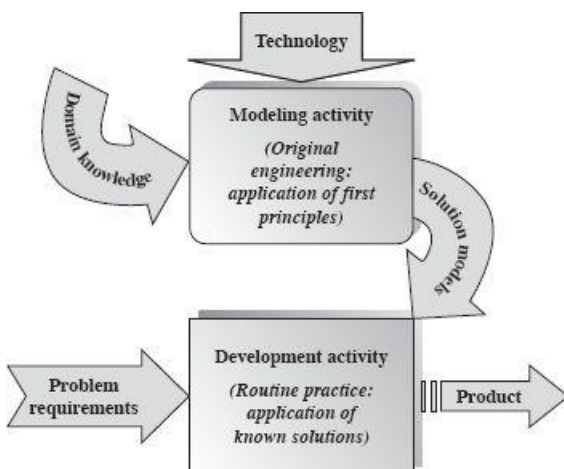 Technology
Modeling activity
(Original
engineering:
application of first
principles)
Domain knowledge
Solution models
Development activity
(Routine practice:
application of
known solutions)
Problem
requirements
Product